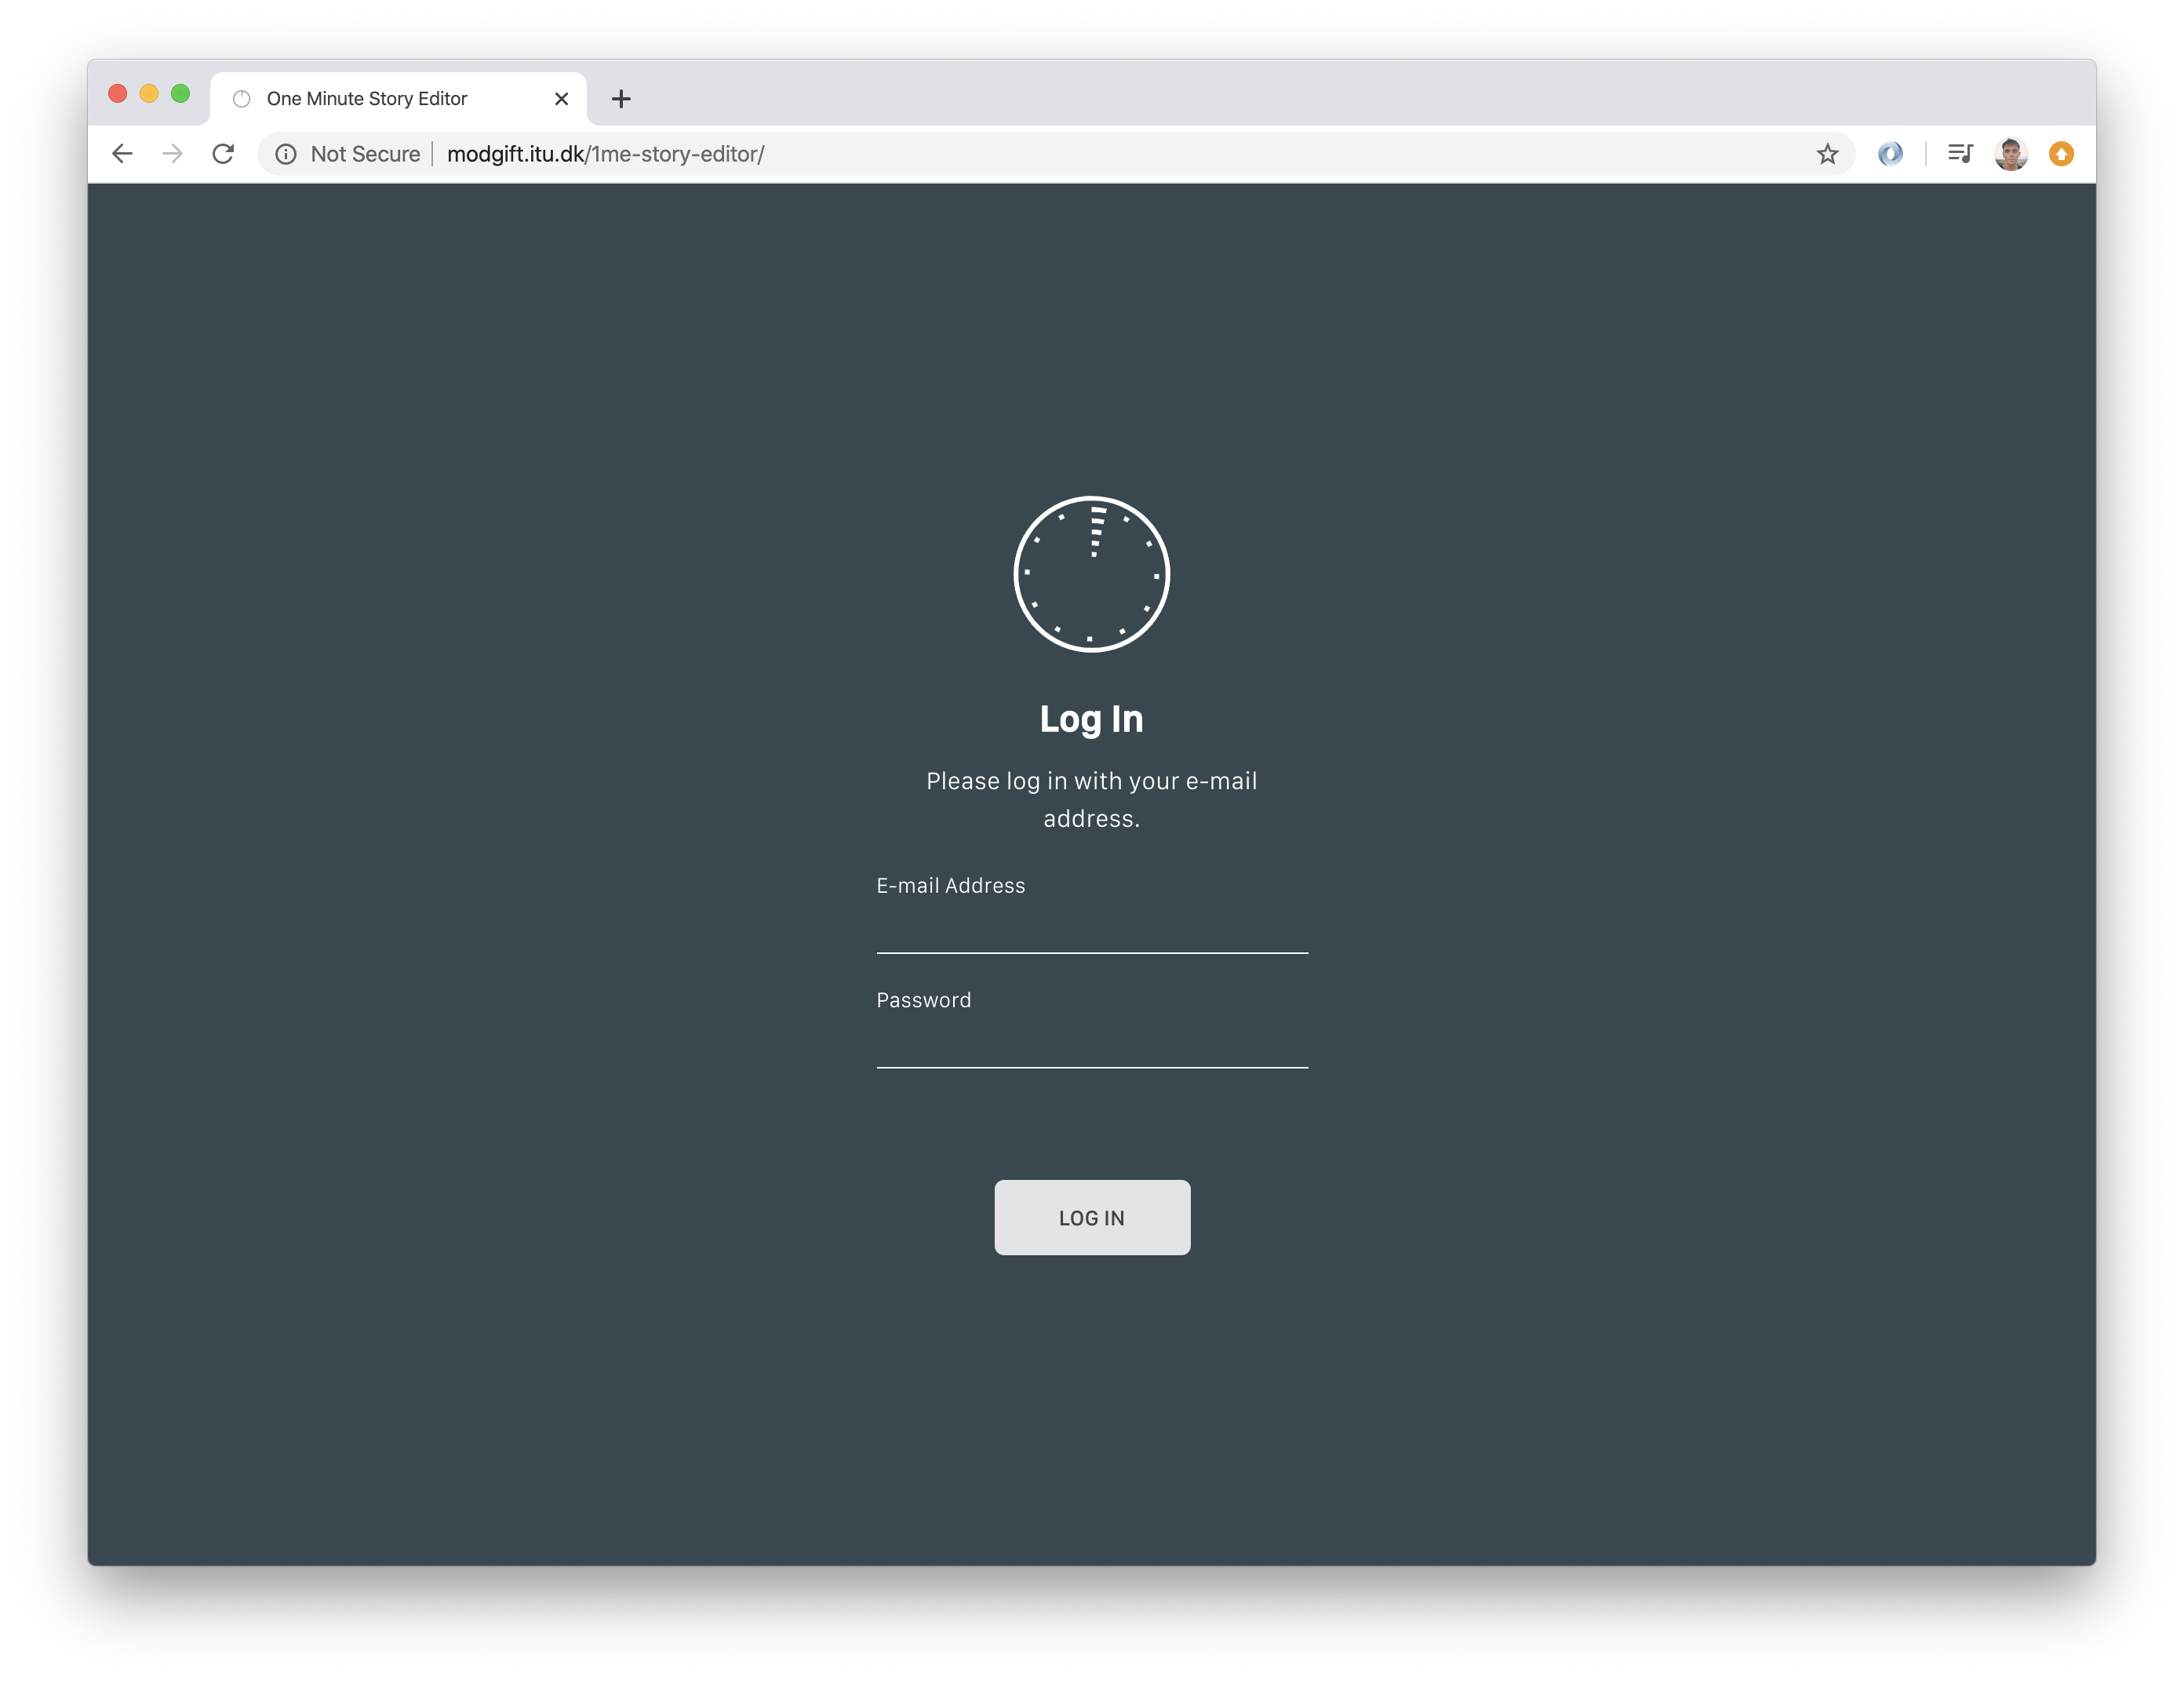 One Minute Story Editor
Not Secure modgift.itu.dk/1me-story-editor/
Log In
Please log in with your e-mail
address.
E-mail Address
Password
LOG IN